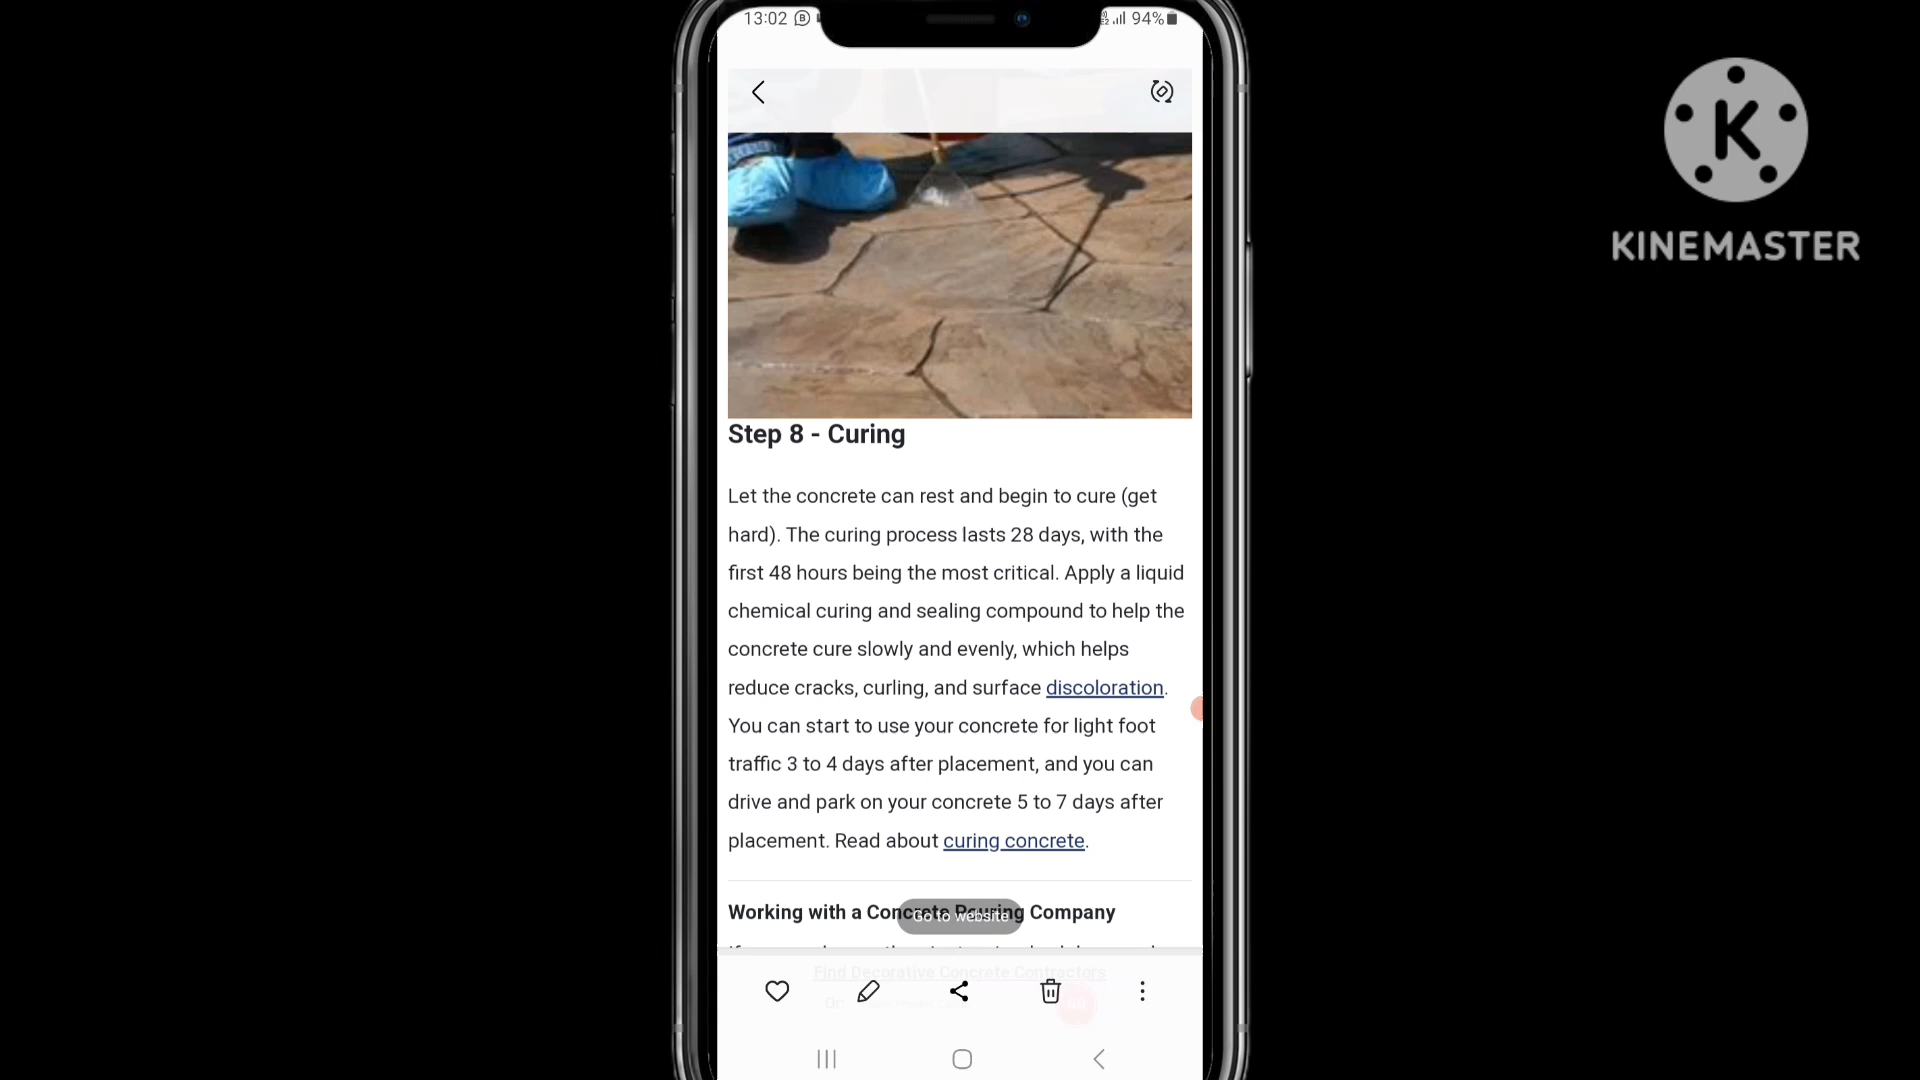 13:02
94%
K
KINEMASTER
Step 8 - Curing
Let the concrete can rest and begin to cure (get
hard). The curing process lasts 28 days, with the
first 48 hours being the most critical. Apply a liquid
chemical curing and sealing compound to help the
concrete cure slowly and evenly, which helps
reduce cracks, curling, and surface discoloration.
You can start to use your concrete for light foot
traffic 3 to 4 days after placement, and you can
drive and park on your concrete 5 to 7 days after
placement. Read about curing concrete.
Working with a Concrete Pouring Company
Go to website
Find Decorative Concrete Contractors